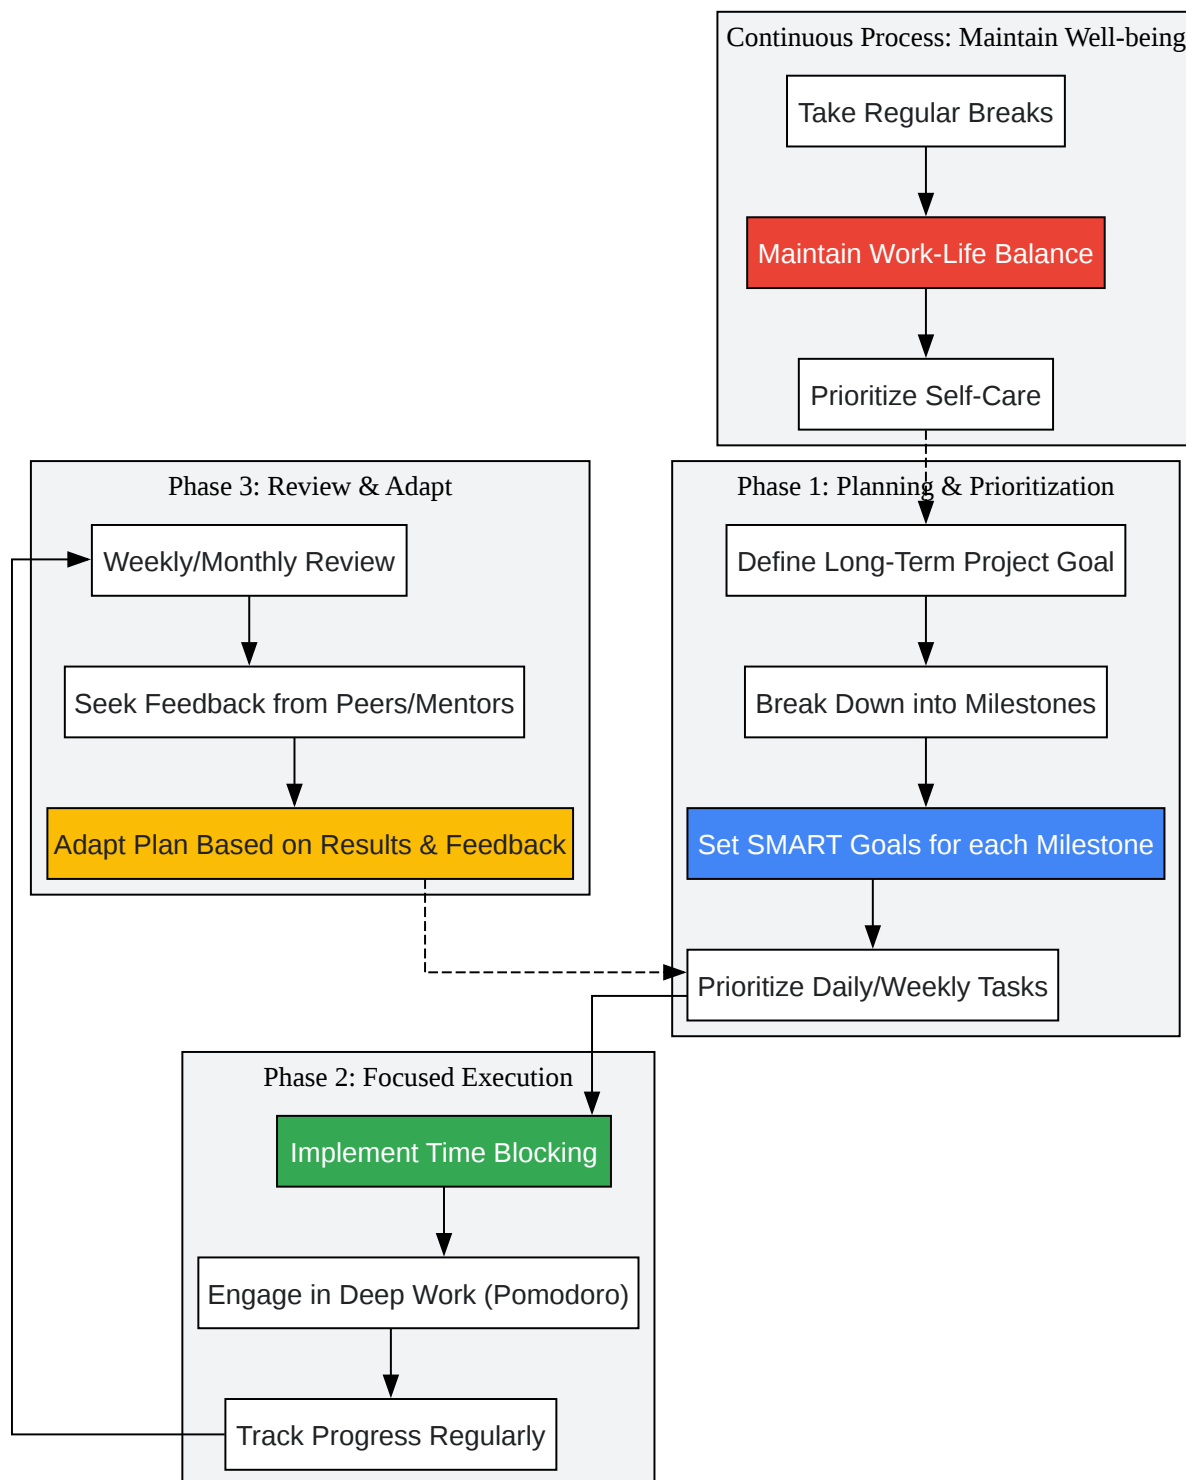 Continuous Process: Maintain Well-being
Take Regular Breaks
Maintain Work-Life Balance
Prioritize Self-Care
Phase 3: Review & Adapt
Weekly/Monthly Review
Seek Feedback from Peers/Mentors
Adapt Plan Based on Results & Feedback
Phase 1: Planning & Prioritization
Define Long-Term Project Goal
Break Down into Milestones
Set SMART Goals for each Milestone
Prioritize Daily/Weekly Tasks
Phase 2: Focused Execution
Implement Time Blocking
Engage in Deep Work (Pomodoro)
Track Progress Regularly